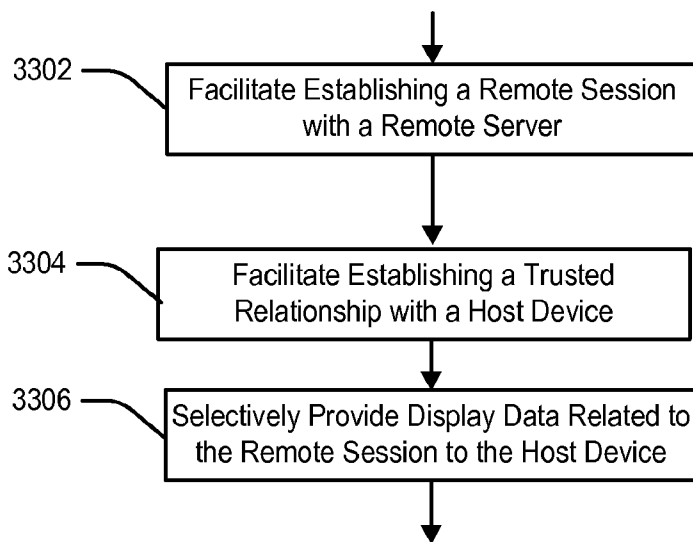 3302
Facilitate Establishing a Remote Session
with a Remote Server
3304
Facilitate Establishing a Trusted
Relationship with a Host Device
3306
Selectively Provide Display Data Related to
the Remote Session to the Host Device